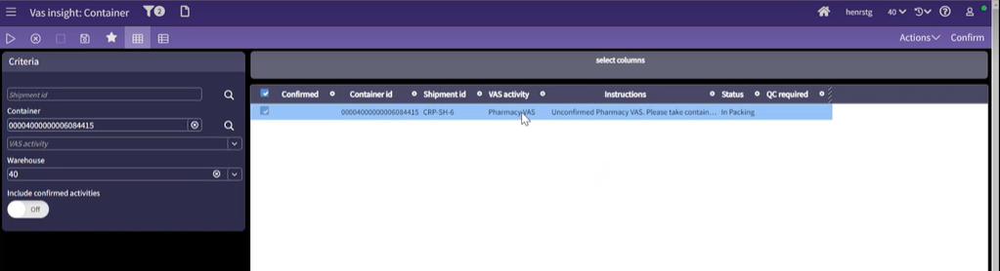 Vas insight: Container
2
henrstg
40
Actions
Confirm
Criteria
Shipment id
Container
00004000000006084415
VAS activity
Warehouse
40
Include confirmed activities
Off
select columns
Confirmed Container id Shipment id VAS activity Instructions Status QC required
00004000000006084415 CRP-SH-6 Pharmacy VAS Unconfirmed Pharmacy VAS. Please take contain... In Packing